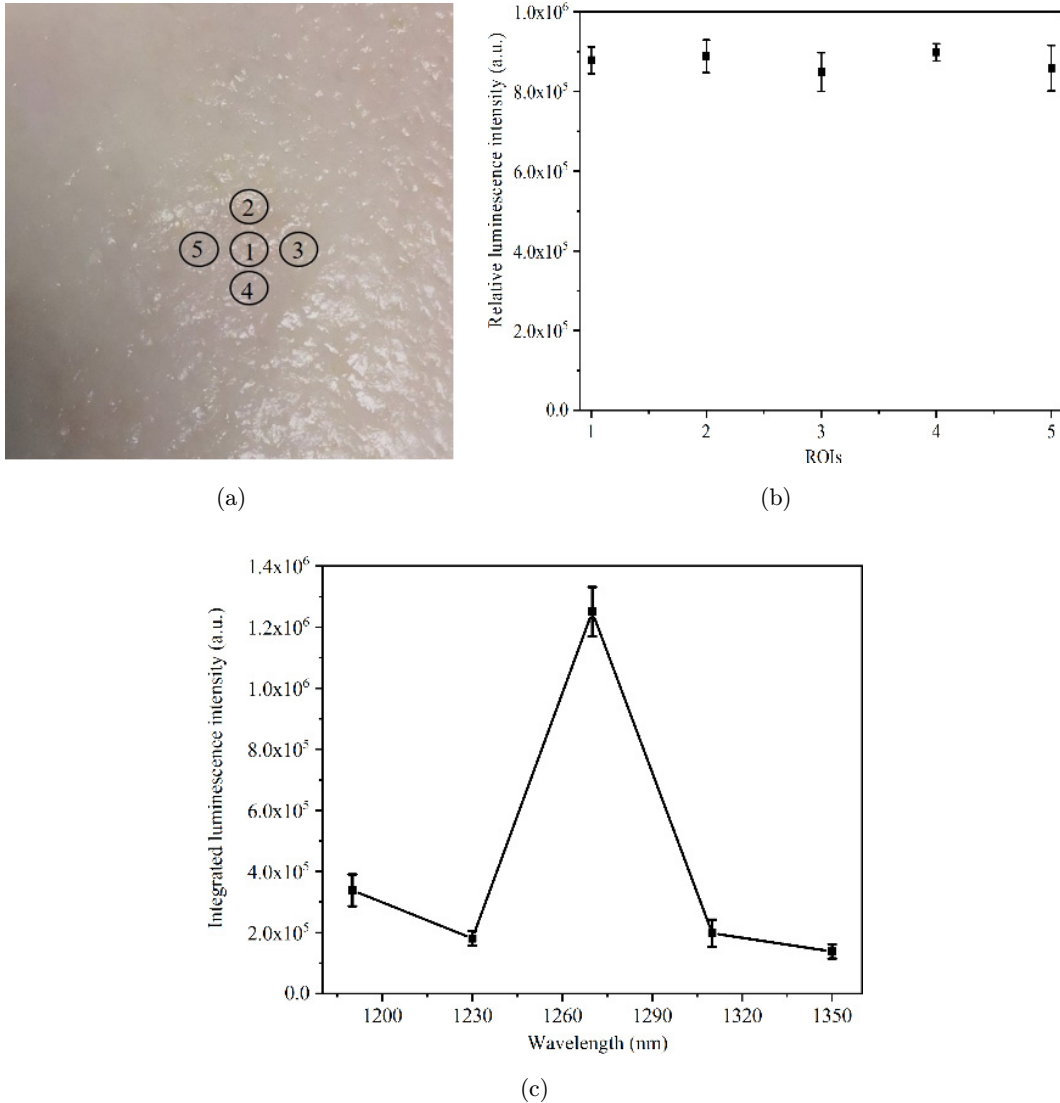 2
5 1 3
4
(a)
Relative luminescence intensity (a.u.)
1.0x10⁶
8.0x10⁵
6.0x10⁵
4.0x10⁵
2.0x10⁵
0.0
1 2 3 4 5
ROIs
(b)
Integrated luminescence intensity (a.u.)
1.4x10⁶
1.2x10⁶
1.0x10⁶
8.0x10⁵
6.0x10⁵
4.0x10⁵
2.0x10⁵
0.0
1200 1230 1260 1290 1320 1350
Wavelength (nm)
(c)